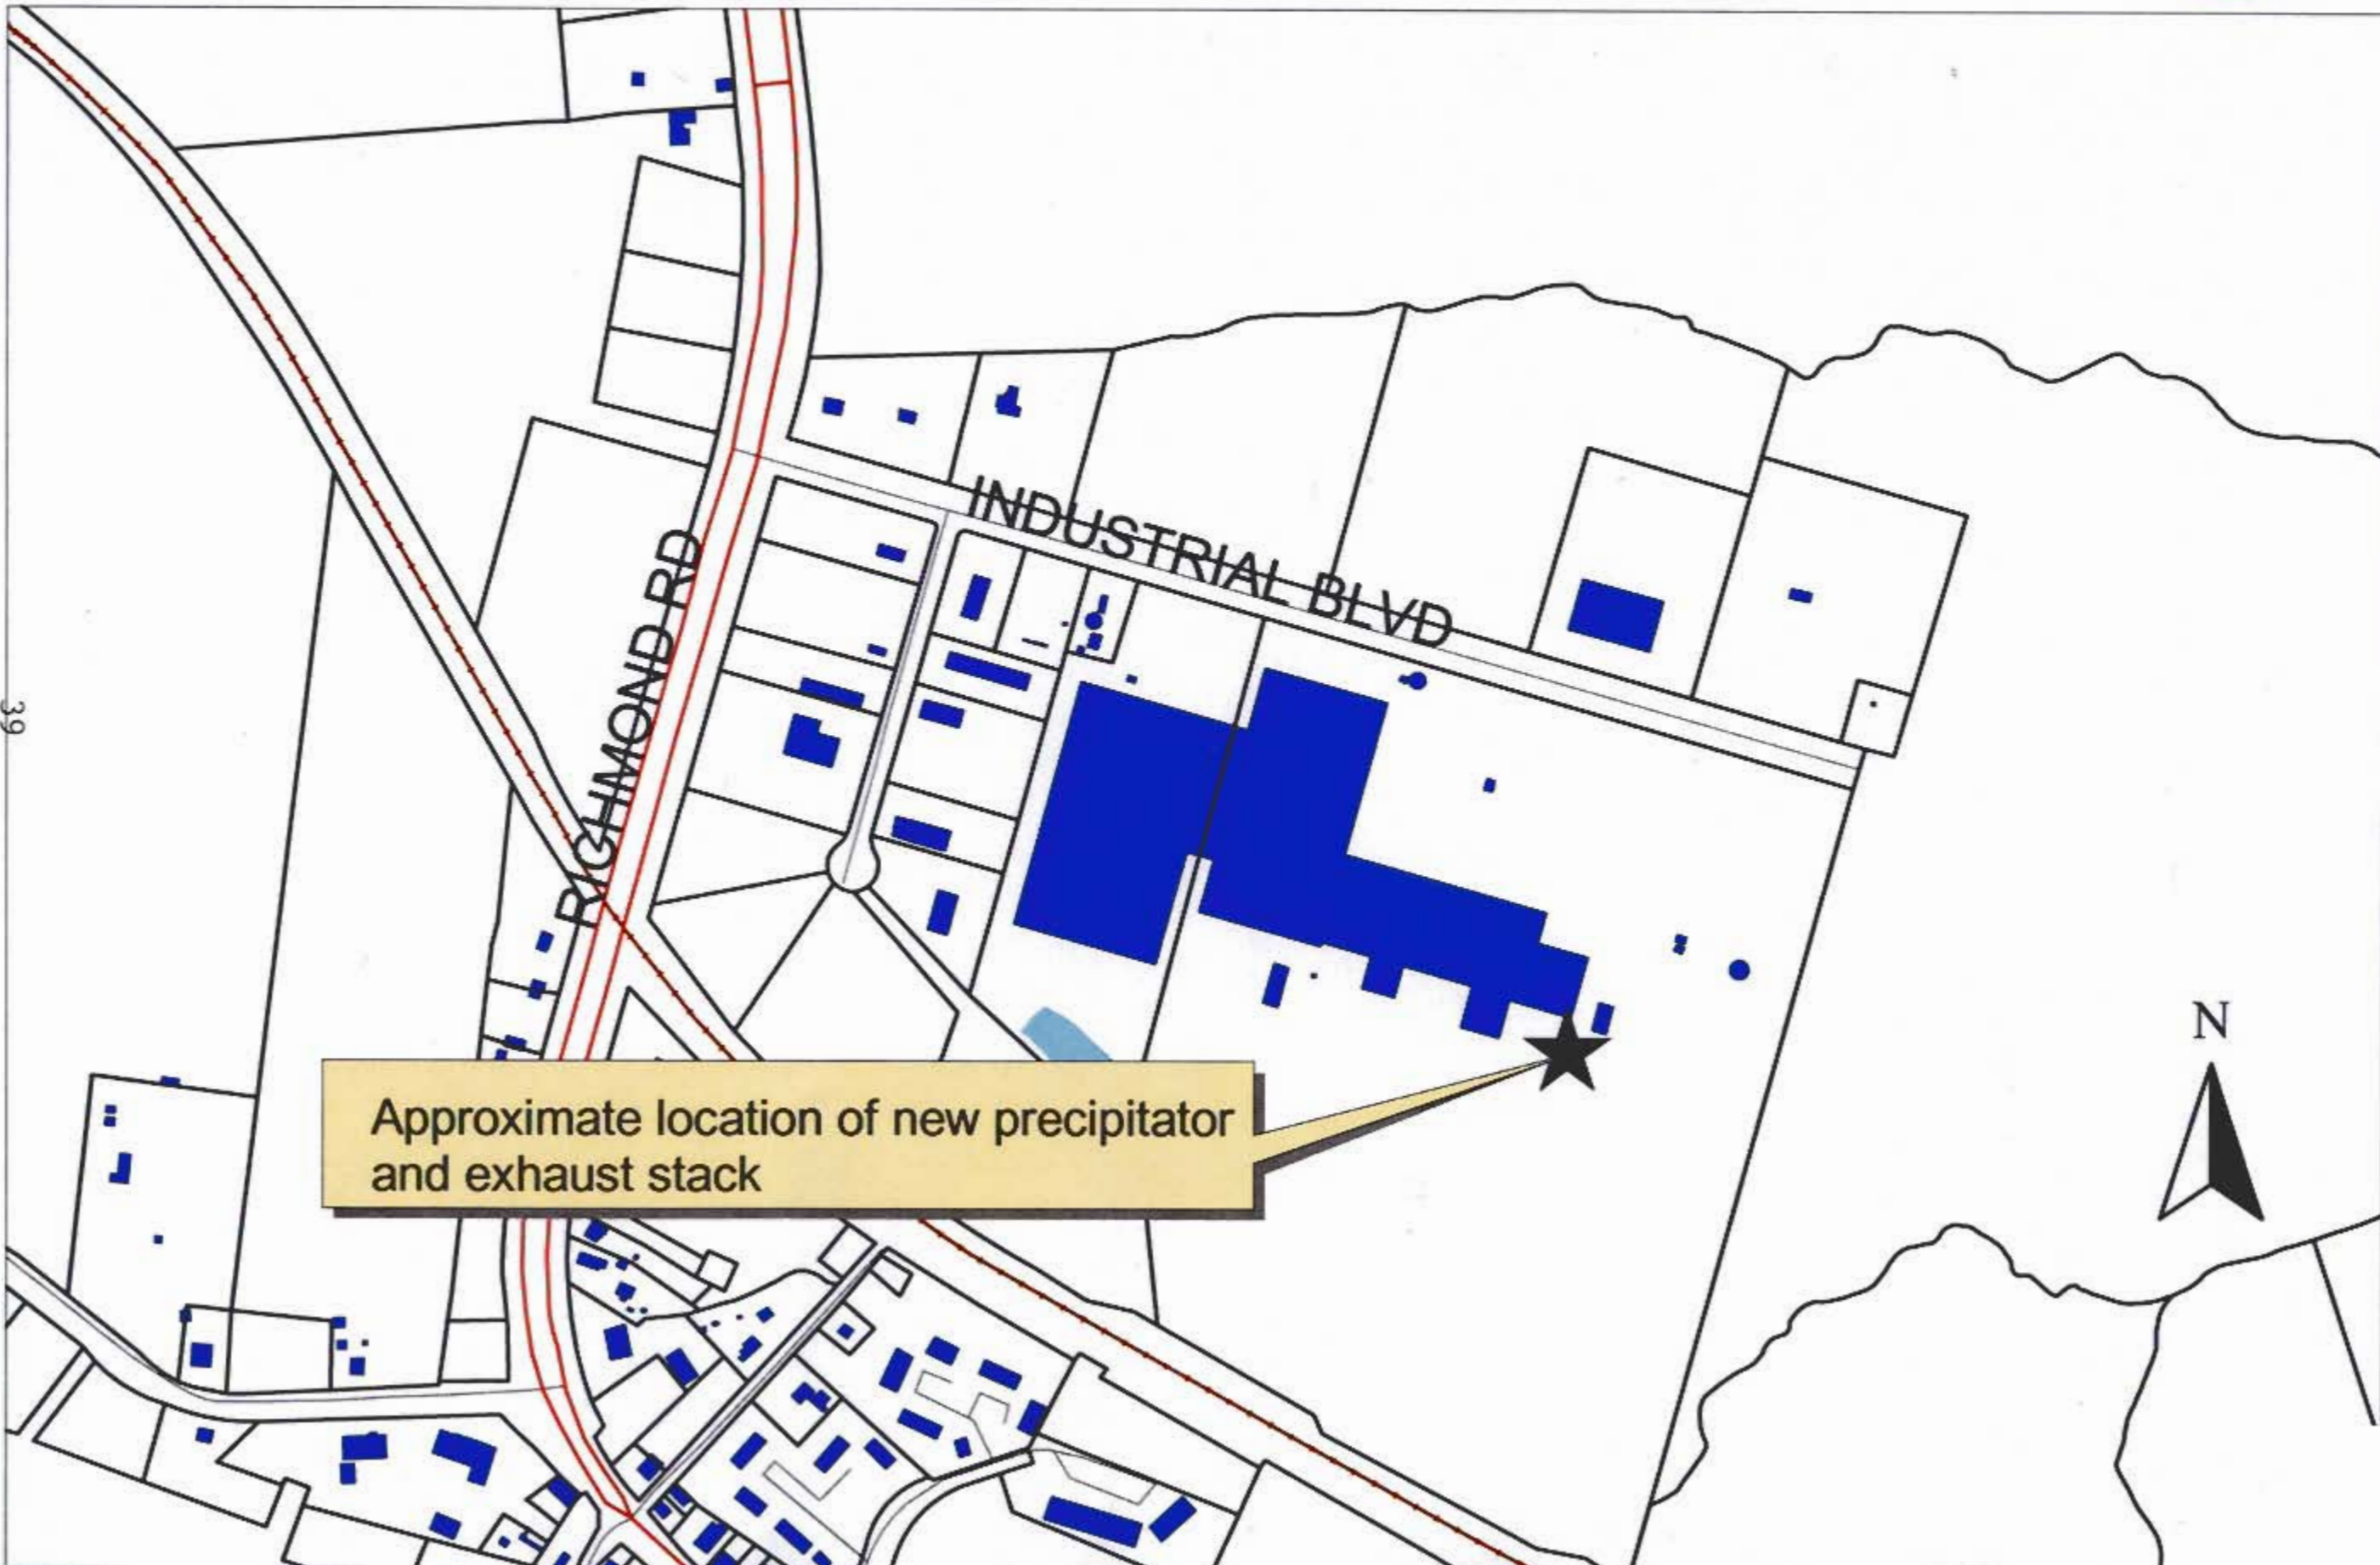 INDUSTRIAL BLVD
RICHMOND RD
39
N
Approximate location of new precipitator
and exhaust stack